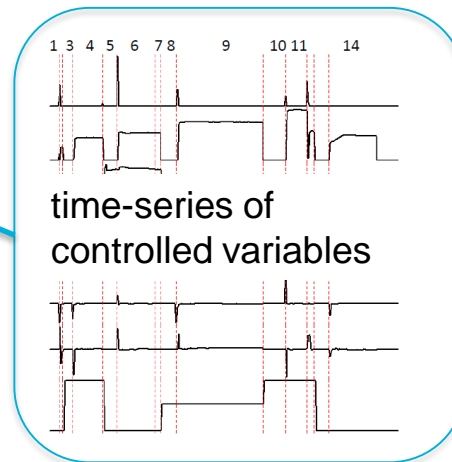 1 3 4 5 6 7 8 9 10 11 14
time-series of
controlled variables